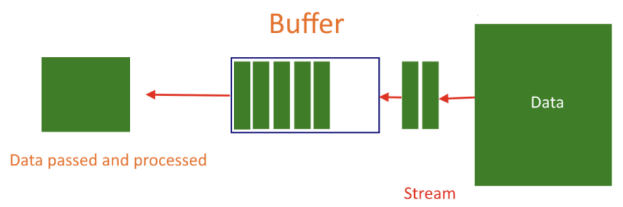 Buffer
Data
Data passed and processed
Stream